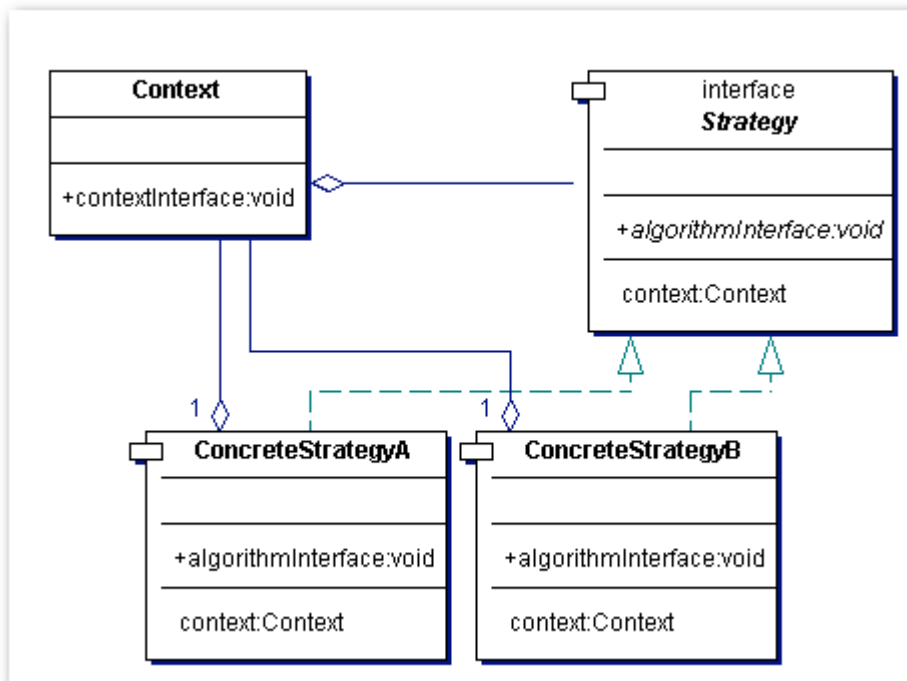 Context
+contextInterface:void
interface
Strategy
+algorithmInterface:void
context:Context
1
1
ConcreteStrategyA
+algorithmInterface:void
context:Context
ConcreteStrategyB
+algorithmInterface:void
context:Context